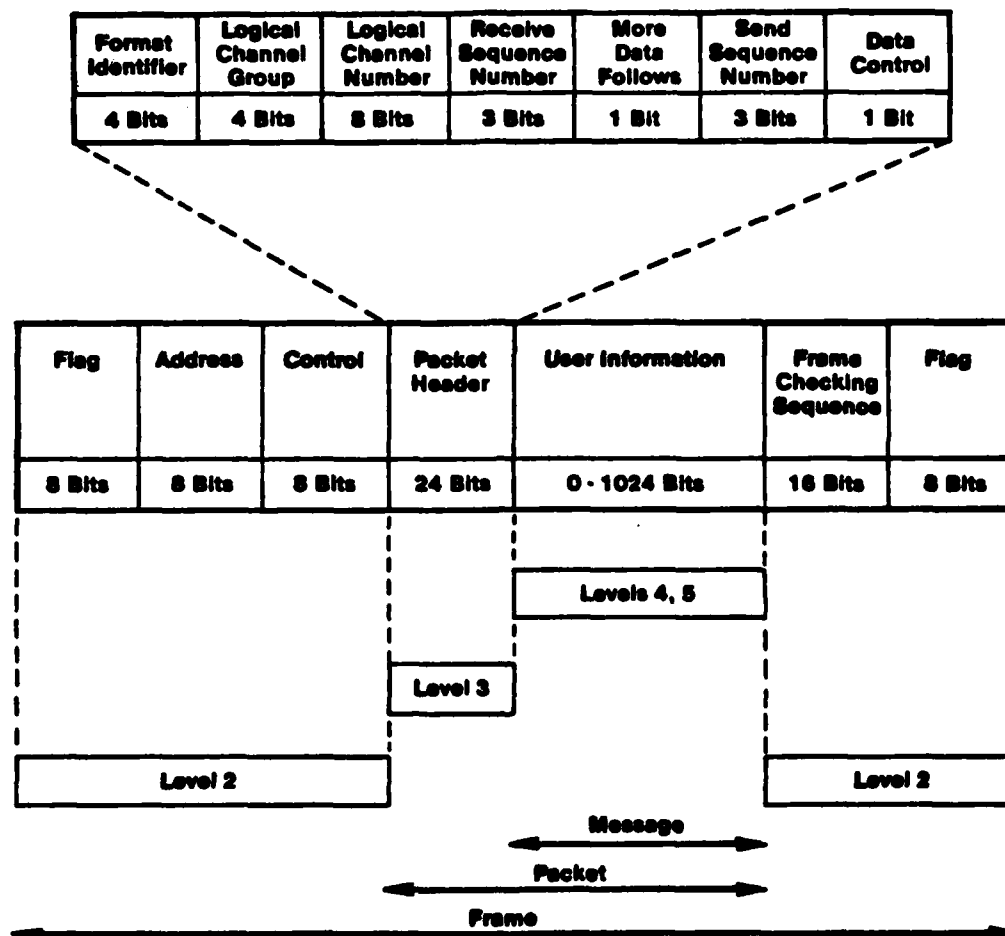 Format Identifier
Logical Channel Group
Logical Channel Number
Receive Sequence Number
More Data Follows
Send Sequence Number
Data Control
4 Bits
4 Bits
8 Bits
3 Bits
1 Bit
3 Bits
1 Bit
Flag
Address
Control
Packet Header
User Information
Frame Checking Sequence
Flag
8 Bits
8 Bits
8 Bits
24 Bits
0 - 1024 Bits
16 Bits
8 Bits
Levels 4, 5
Level 3
Level 2
Level 2
Message
Packet
Frame